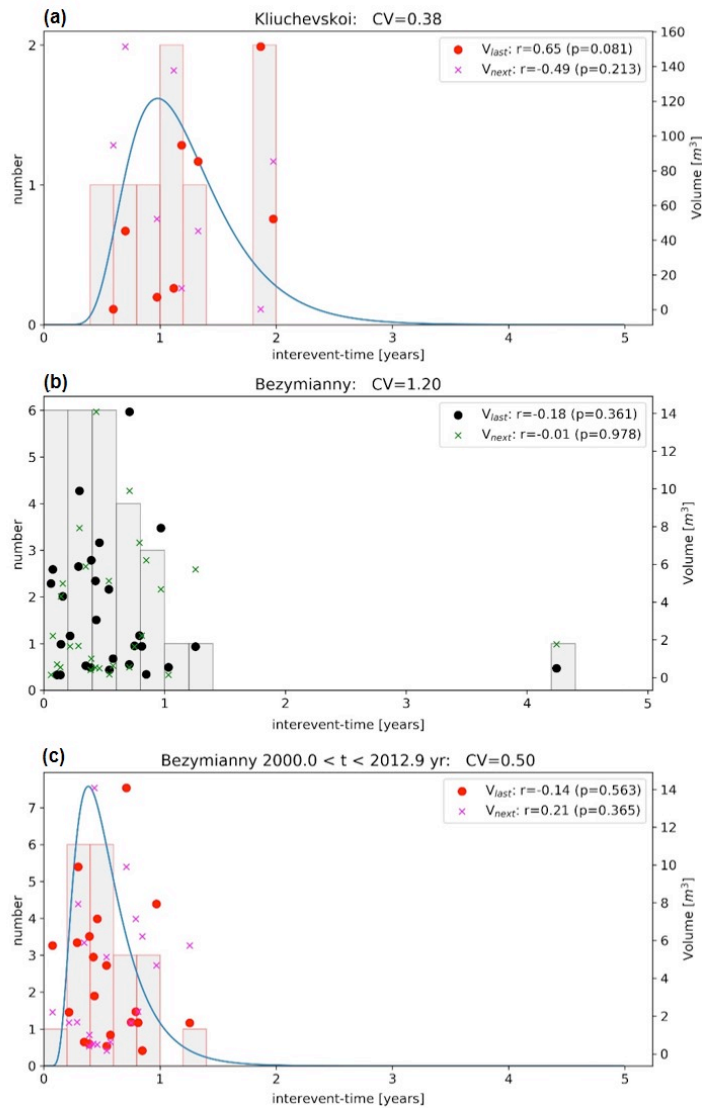 (a)
Kliuchevskoi: CV=0.38
V_last: r=0.65 (p=0.081)
V_next: r=-0.49 (p=0.213)
2
1
0
number
160
140
120
100
80
60
40
20
0
Volume [m³]
0 1 2 3 4 5
interevent-time [years]
(b)
Bezymianny: CV=1.20
V_last: r=-0.18 (p=0.361)
V_next: r=-0.01 (p=0.978)
6
5
4
3
2
1
0
number
14
12
10
8
6
4
2
0
Volume [m³]
0 1 2 3 4 5
interevent-time [years]
(c)
Bezymianny 2000.0 < t < 2012.9 yr: CV=0.50
V_last: r=-0.14 (p=0.563)
V_next: r=0.21 (p=0.365)
7
6
5
4
3
2
1
0
number
14
12
10
8
6
4
2
0
Volume [m³]
0 1 2 3 4 5
interevent-time [years]